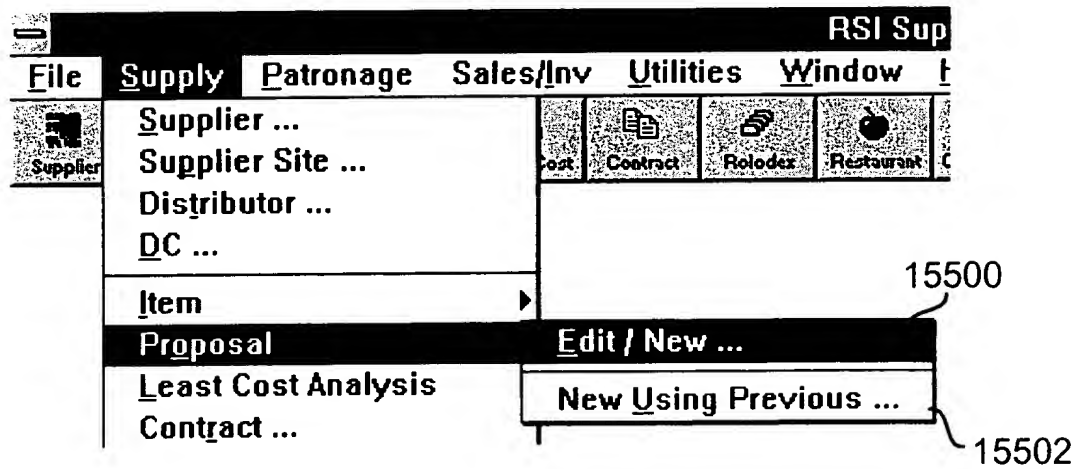 RSI Sup
File Supply Patronage Sales/Inv Utilities Window
Supplier Cost Contract Rolodex Restaurant
Supplier ...
Supplier Site ...
Distributor ...
DC ...
Item
Proposal
Least Cost Analysis
Contract ...
15500
Edit / New ...
New Using Previous ...
15502